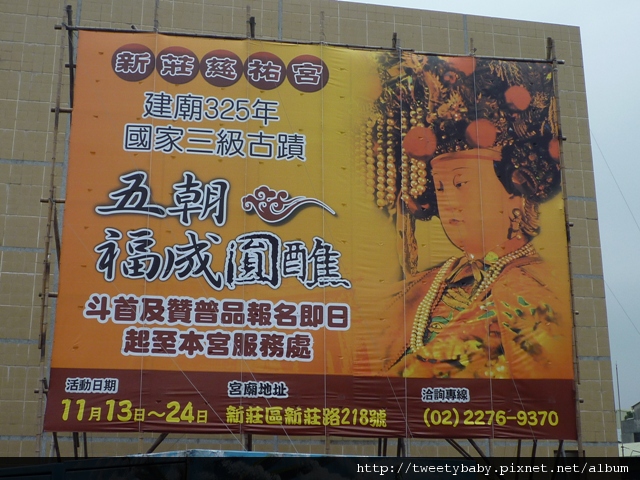 新莊慈祐宮
建廟325年
國家三級古蹟
五朝
福成圓醮
斗首及贊普品報名即日
起至本宮服務處
活動日期
宮廟地址
洽詢專線
11月13日～24日
新莊區新莊路218號
(02)2276-9370
http://tweetybaby.pixnet.net/album